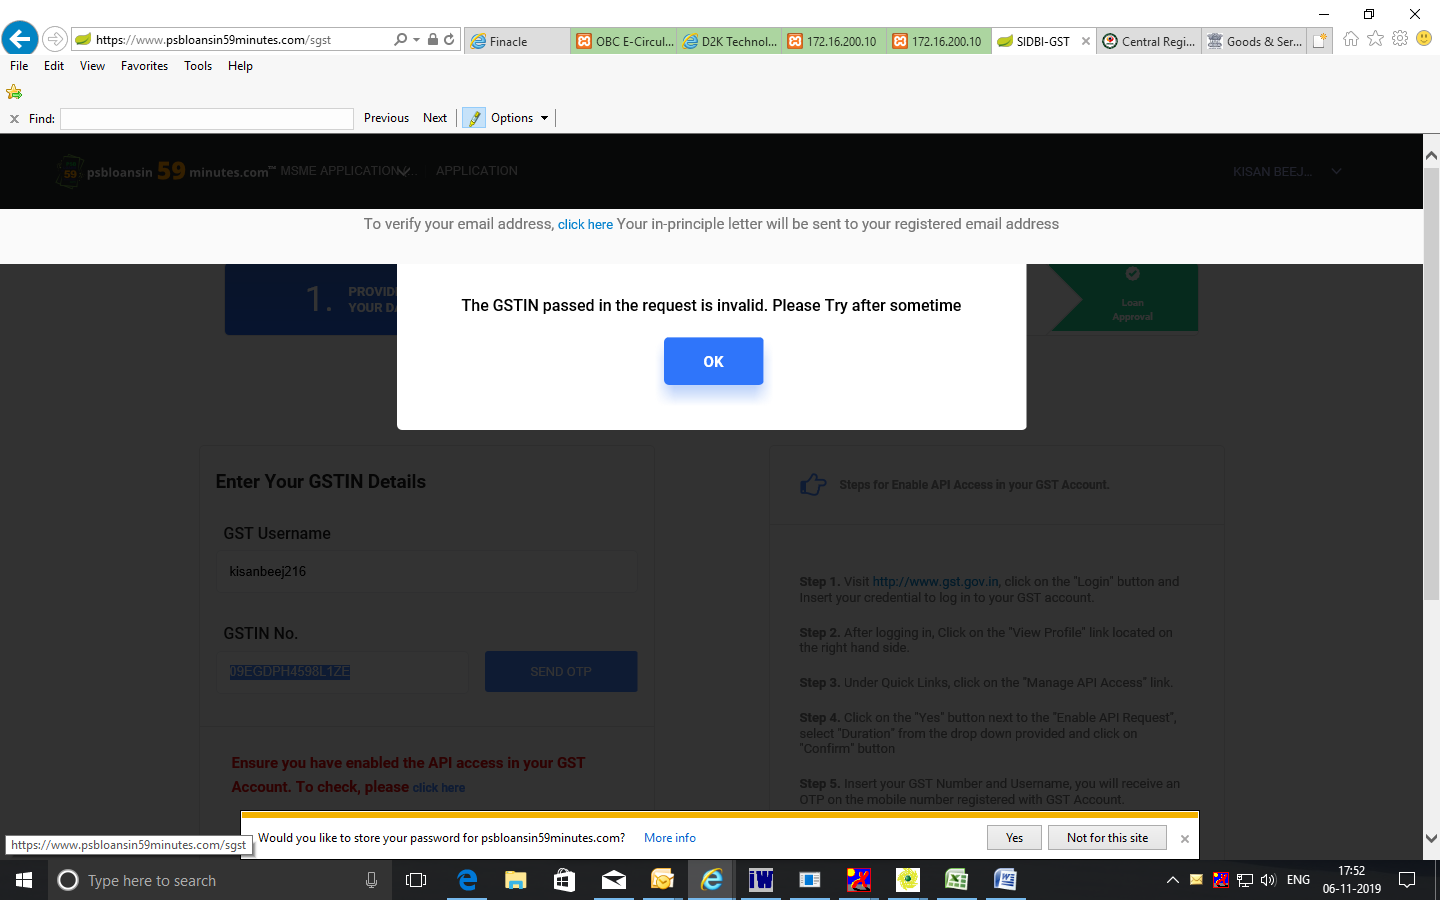 https://www.psbloansin59minutes.com/sgst
Finacle
OBC E-Circul...
D2K Technol...
172.16.200.10
172.16.200.10
SIDBI-GST
Central Regi...
Goods & Ser...
File Edit View Favorites Tools Help
x Find: Previous Next Options
59 psbloansin 59 minutes.com™ MSME APPLICATION... APPLICATION KISAN BEEJ...
To verify your email address, click here Your in-principle letter will be sent to your registered email address
1. PROVID
YOUR DA
Loan
Approval
The GSTIN passed in the request is invalid. Please Try after sometime
OK
Enter Your GSTIN Details
GST Username
kisanbeej216
GSTIN No.
09EGDPH4598L1ZE
SEND OTP
Ensure you have enabled the API access in your GST
Account. To check, please click here
Steps for Enable API Access in your GST Account.
Step 1. Visit http://www.gst.gov.in, click on the "Login" button and
Insert your credential to log in to your GST account.
Step 2. After logging in, Click on the "View Profile" link located on
the right hand side.
Step 3. Under Quick Links, click on the "Manage API Access" link.
Step 4. Click on the "Yes" button next to the "Enable API Request",
select "Duration" from the drop down provided and click on
"Confirm" button
Step 5. Insert your GST Number and Username, you will receive an
OTP on the mobile number registered with GST Account.
Would you like to store your password for psbloansin59minutes.com? More info Yes Not for this site
https://www.psbloansin59minutes.com/sgst
Type here to search
ENG
17:52
06-11-2019